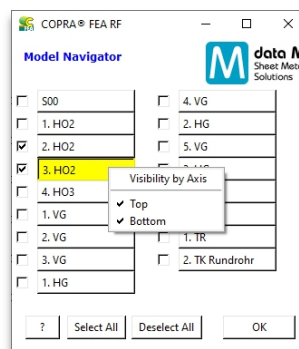 COPRA® FEA RF
Model Navigator
data M
Sheet Metal
Solutions
S00
4. VG
1. HO2
2. HG
2. HO2
5. VG
3. HO2
Visibility by Axis
4. HO3
Top
1. VG
Bottom
2. VG
1. TR
3. VG
2. TK Rundrohr
1. HG
?
Select All
Deselect All
OK